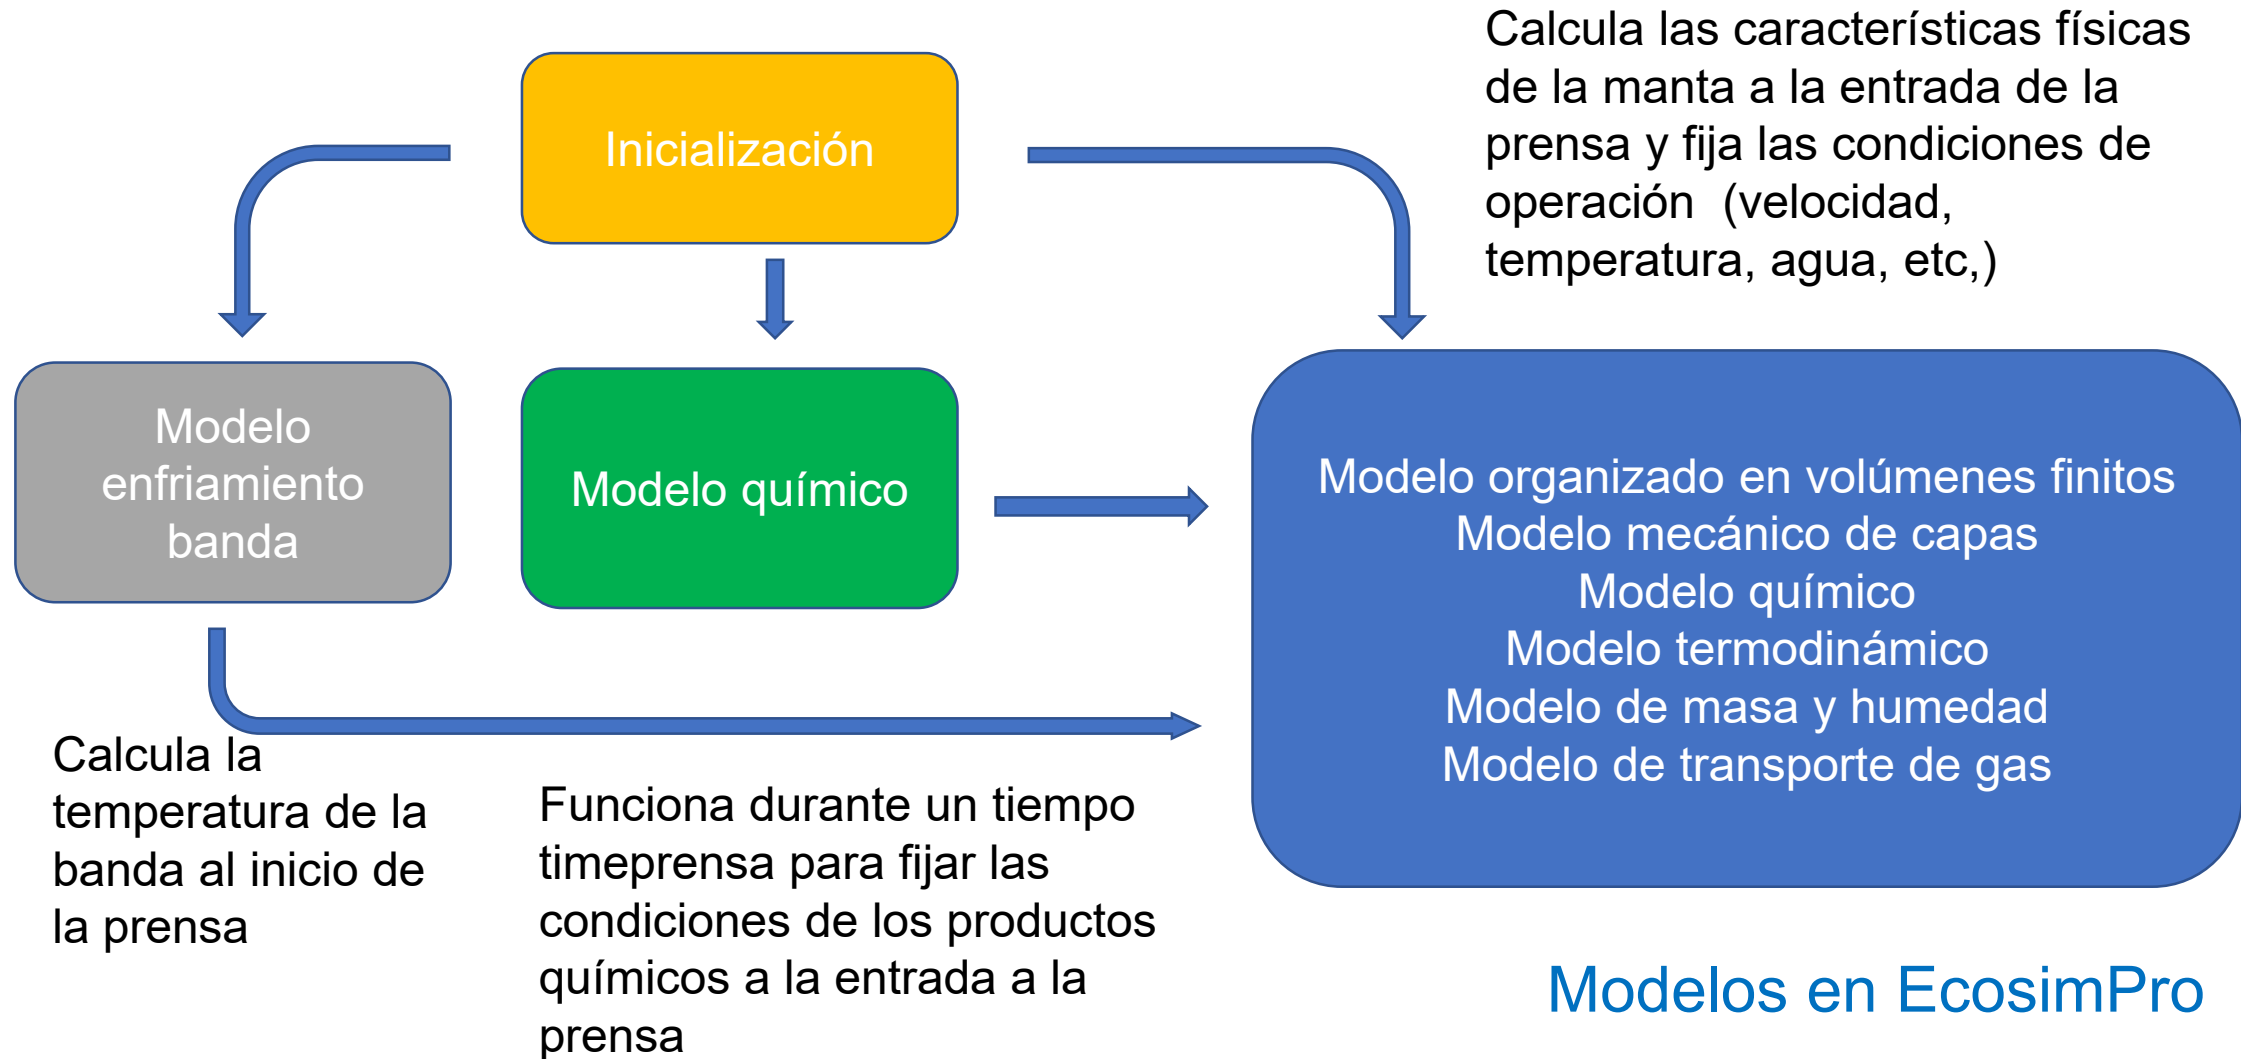 Calcula las características físicas
de la manta a la entrada de la
prensa y fija las condiciones de
operación  (velocidad,
temperatura, agua, etc,)
Inicialización
Modelo
enfriamiento
banda
Modelo químico
Modelo organizado en volúmenes finitos
Modelo mecánico de capas
Modelo químico
Modelo termodinámico
Modelo de masa y humedad
Modelo de transporte de gas
Calcula la
temperatura de la
banda al inicio de
la prensa
Funciona durante un tiempo
timeprensa para fijar las
condiciones de los productos
químicos a la entrada a la
prensa
Modelos en EcosimPro